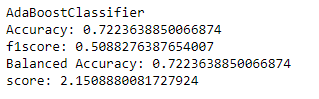 AdaBoostClassifier
Accuracy: 0.7223638850066874
f1score: 0.5088276387654007
Balanced Accuracy: 0.7223638850066874
score: 2.1508880081727924